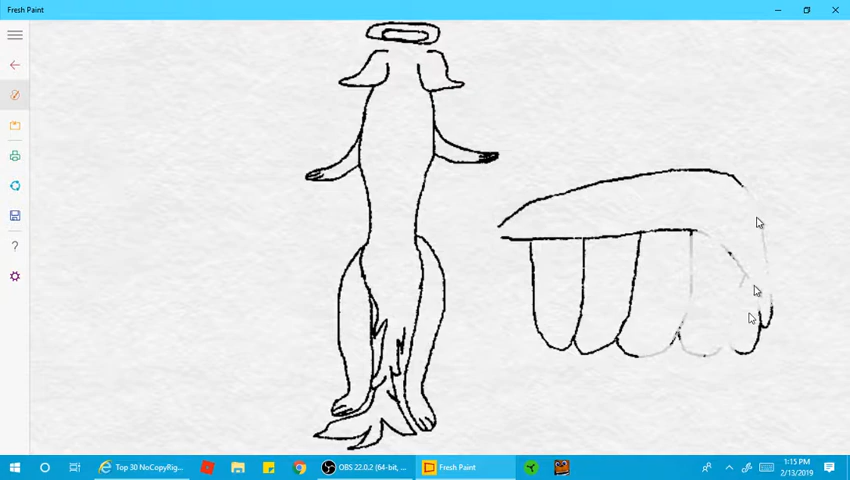 Fresh Paint
Top 30 NoCopyRig...
OBS 22.0.2 (64-bit, ...
Fresh Paint
1:15 PM
2/13/2019